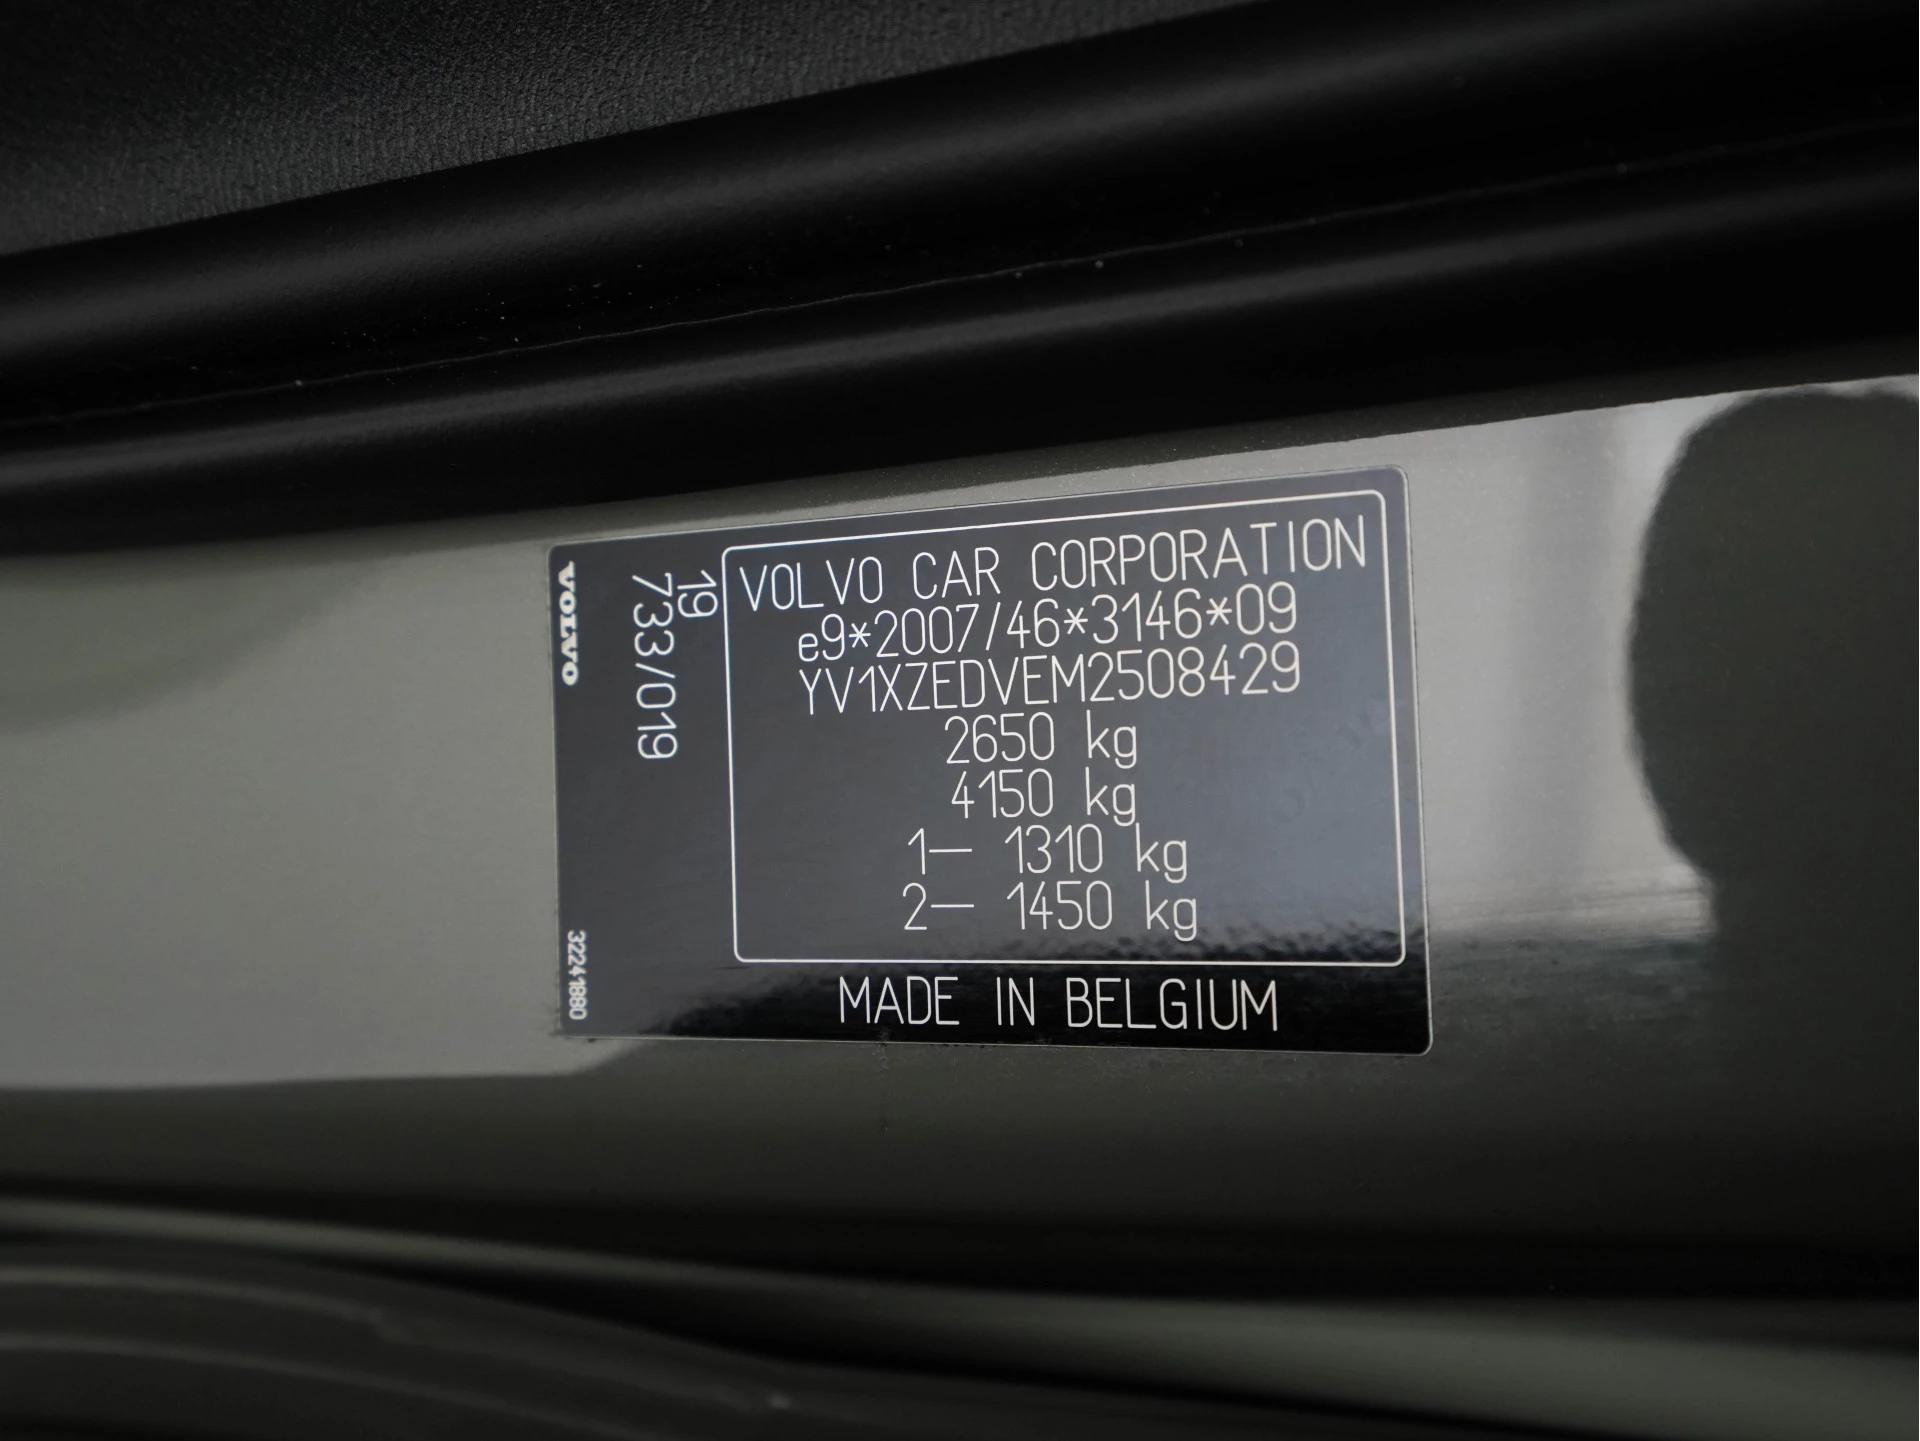 VOLVO CAR CORPORATION
e9*2007/46*3146*09
YV1XZEDVEM2508429
2650 kg
4150 kg
1— 1310 kg
2— 1450 kg
MADE IN BELGIUM
19
733/019
VOLVO
32241880